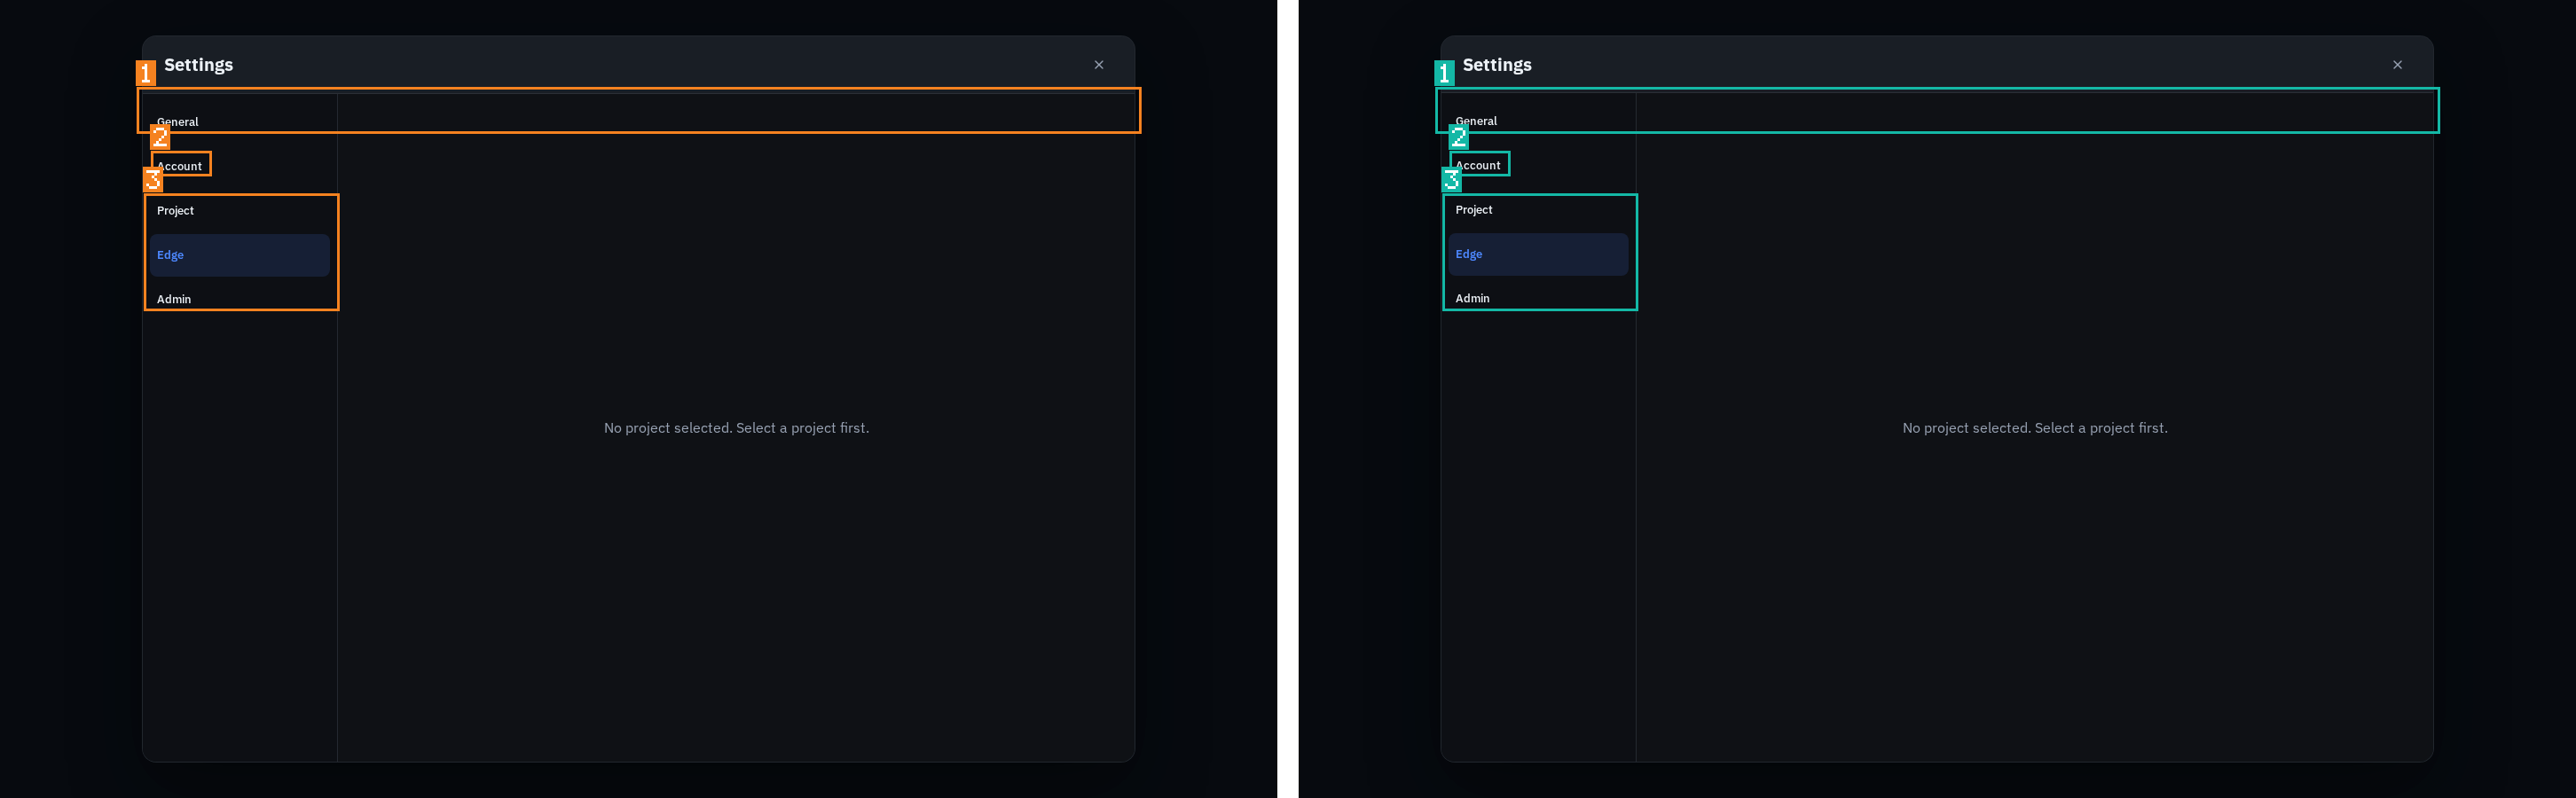 Settings ×
1
General
2
Account
3
Project
Edge
Admin
No project selected. Select a project first.
Settings ×
1
General
2
Account
3
Project
Edge
Admin
No project selected. Select a project first.